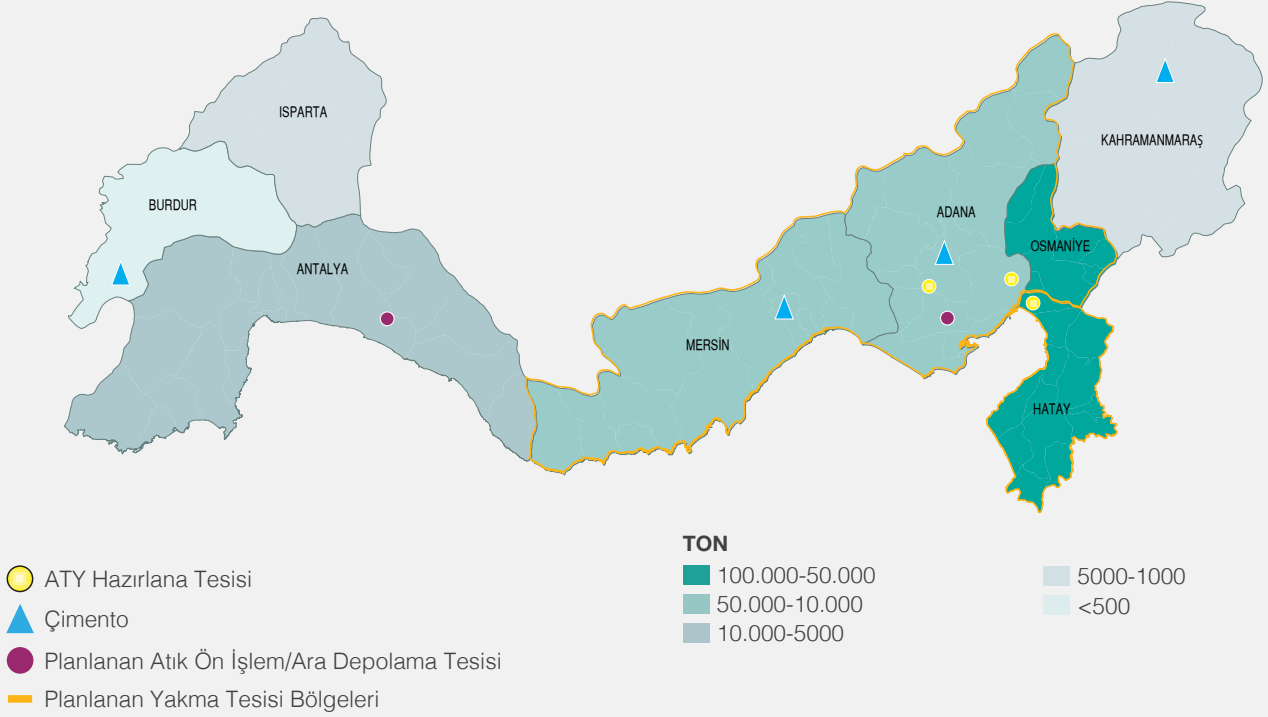 ISPARTA
KAHRAMANMARAŞ
BURDUR
ADANA
OSMANİYE
ANTALYA
MERSİN
HATAY
TON
100.000-50.000
50.000-10.000
10.000-5000
5000-1000
<500
ATY Hazırlana Tesisi
Çimento
Planlanan Atık Ön İşlem/Ara Depolama Tesisi
Planlanan Yakma Tesisi Bölgeleri